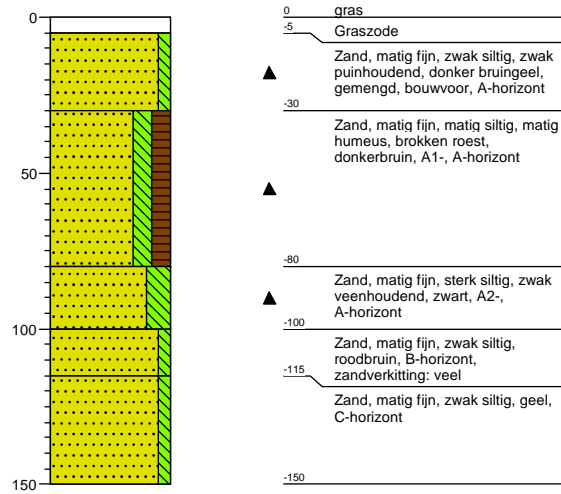 0
50
100
150
0
gras
-5
Graszode
Zand, matig fijn, zwak siltig, zwak
puinhoudend, donker bruingeel,
gemengd, bouwvoor, A-horizont
-30
Zand, matig fijn, matig siltig, matig
humeus, brokken roest,
donkerbruin, A1-, A-horizont
-80
Zand, matig fijn, sterk siltig, zwak
veenhoudend, zwart, A2-,
A-horizont
-100
Zand, matig fijn, zwak siltig,
roodbruin, B-horizont,
zandverkitting: veel
-115
Zand, matig fijn, zwak siltig, geel,
C-horizont
-150